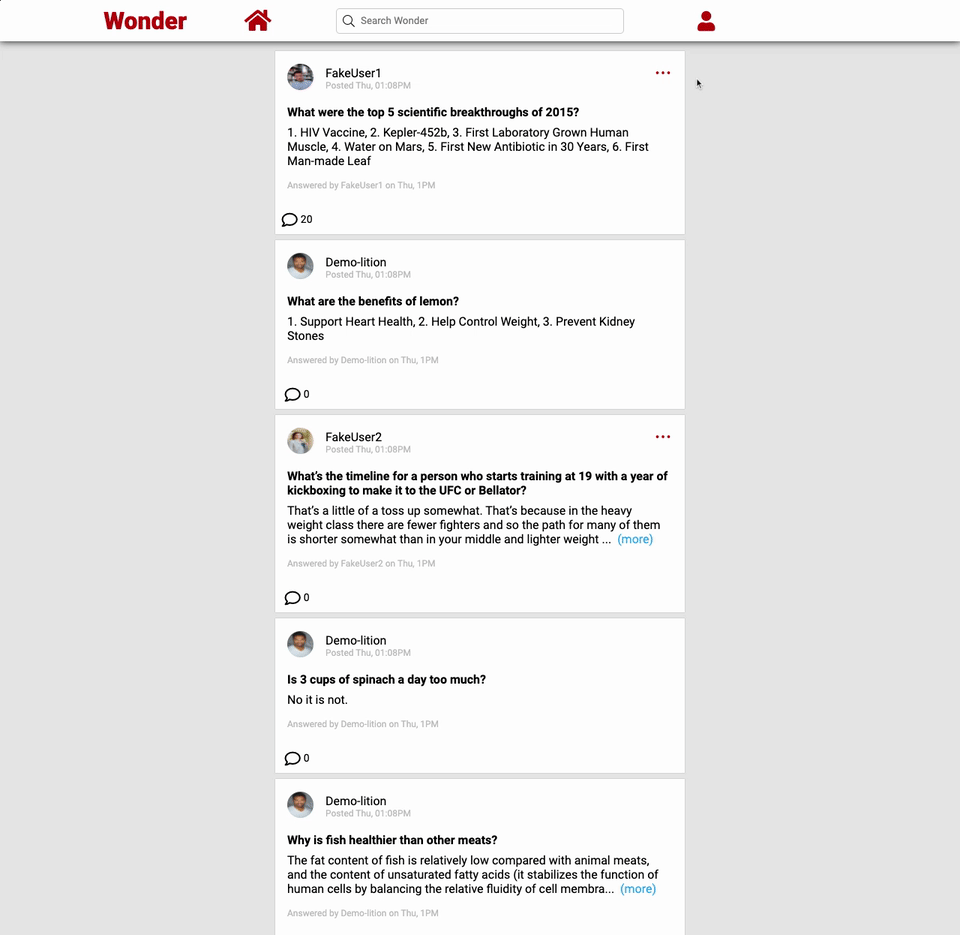 Wonder
Search Wonder
FakeUser1
Posted Thu, 01:08PM
What were the top 5 scientific breakthroughs of 2015?
1. HIV Vaccine, 2. Kepler-452b, 3. First Laboratory Grown Human
Muscle, 4. Water on Mars, 5. First New Antibiotic in 30 Years, 6. First
Man-made Leaf
Answered by FakeUser1 on Thu, 1PM
20
Demo-lition
Posted Thu, 01:08PM
What are the benefits of lemon?
1. Support Heart Health, 2. Help Control Weight, 3. Prevent Kidney
Stones
Answered by Demo-lition on Thu, 1PM
0
FakeUser2
Posted Thu, 01:08PM
What's the timeline for a person who starts training at 19 with a year of
kickboxing to make it to the UFC or Bellator?
That's a little of a toss up somewhat. That's because in the heavy
weight class there are fewer fighters and so the path for many of them
is shorter somewhat than in your middle and lighter weight ... (more)
Answered by FakeUser2 on Thu, 1PM
0
Demo-lition
Posted Thu, 01:08PM
Is 3 cups of spinach a day too much?
No it is not.
Answered by Demo-lition on Thu, 1PM
0
Demo-lition
Posted Thu, 01:08PM
Why is fish healthier than other meats?
The fat content of fish is relatively low compared with animal meats,
and the content of unsaturated fatty acids (it stabilizes the function of
human cells by balancing the relative fluidity of cell membra... (more)
Answered by Demo-lition on Thu, 1PM